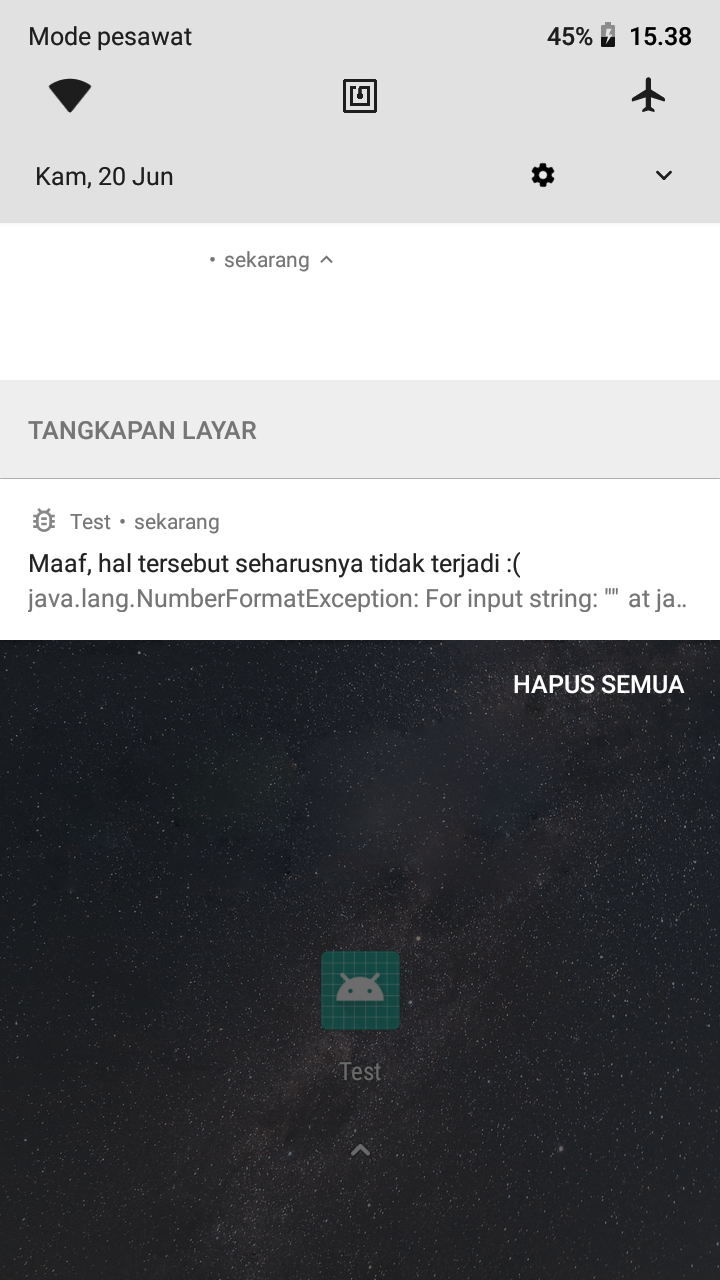 Mode pesawat 45% 15.38
Kam, 20 Jun
• sekarang
TANGKAPAN LAYAR
Test • sekarang
Maaf, hal tersebut seharusnya tidak terjadi :(
java.lang.NumberFormatException: For input string: "" at ja..
HAPUS SEMUA
Test